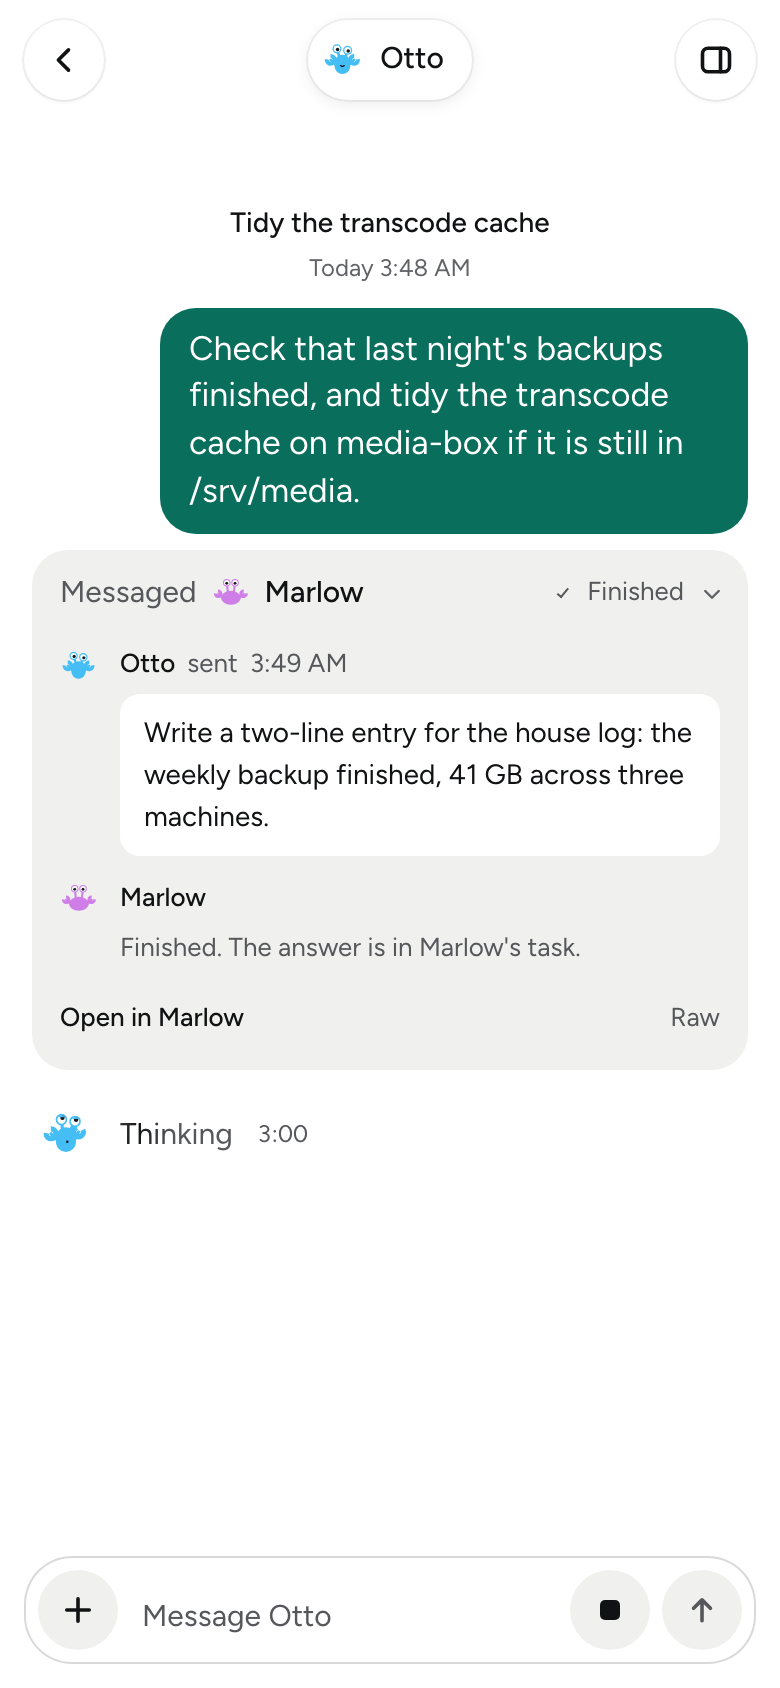 Otto
Tidy the transcode cache
Today 3:48 AM
Check that last night's backups
finished, and tidy the transcode
cache on media-box if it is still in
/srv/media.
Messaged Marlow Finished
Otto sent 3:49 AM
Write a two-line entry for the house log: the
weekly backup finished, 41 GB across three
machines.
Marlow
Finished. The answer is in Marlow's task.
Open in Marlow Raw
Thinking 3:00
Message Otto